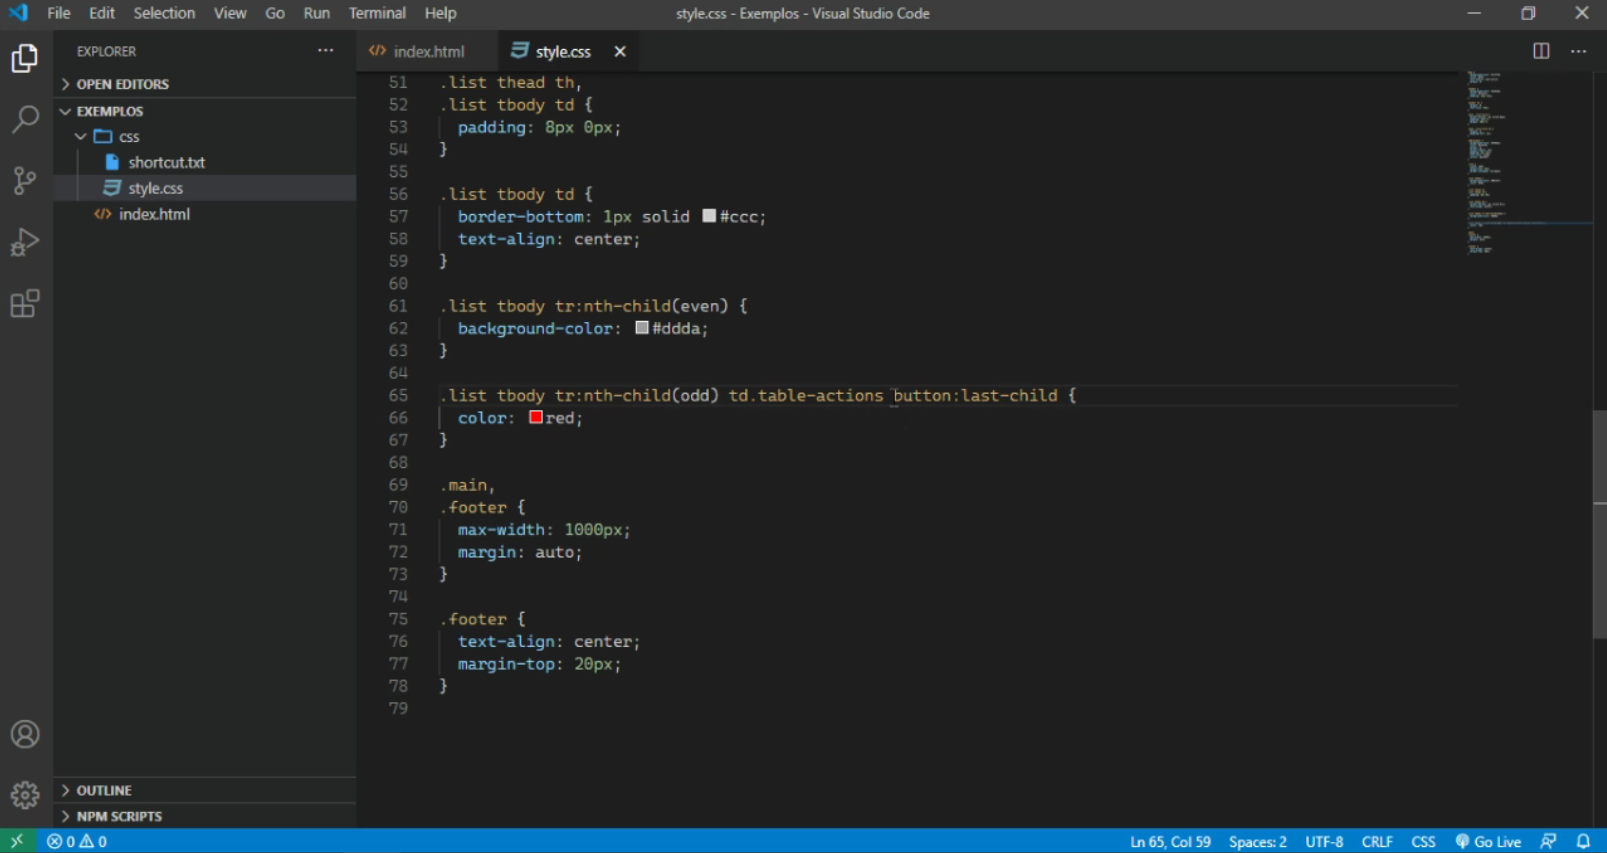 File Edit Selection View Go Run Terminal Help
style.css - Exemplos - Visual Studio Code
EXPLORER ···
OPEN EDITORS
EXEMPLOS
css
shortcut.txt
style.css
index.html
OUTLINE
NPM SCRIPTS
index.html
style.css
51 .list thead th,
52 .list tbody td {
53 padding: 8px 0px;
54 }
55
56 .list tbody td {
57 border-bottom: 1px solid #ccc;
58 text-align: center;
59 }
60
61 .list tbody tr:nth-child(even) {
62 background-color: #ddda;
63 }
64
65 .list tbody tr:nth-child(odd) td.table-actions button:last-child {
66 color: red;
67 }
68
69 .main,
70 .footer {
71 max-width: 1000px;
72 margin: auto;
73 }
74
75 .footer {
76 text-align: center;
77 margin-top: 20px;
78 }
79
0 0
Ln 65, Col 59 Spaces: 2 UTF-8 CRLF CSS Go Live